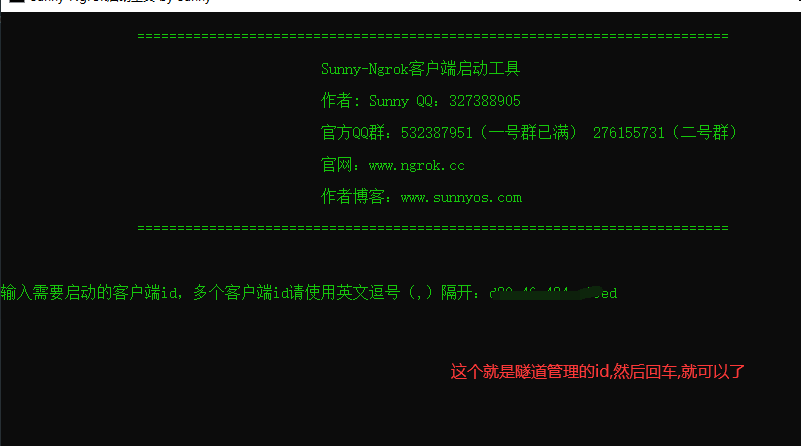 ========================================================================
Sunny-Ngrok客户端启动工具
作者: Sunny QQ：327388905
官方QQ群：532387951（一号群已满） 276155731（二号群）
官网：www.ngrok.cc
作者博客：www.sunnyos.com
========================================================================
输入需要启动的客户端id，多个客户端id请使用英文逗号（,）隔开：
这个就是隧道管理的id,然后回车,就可以了